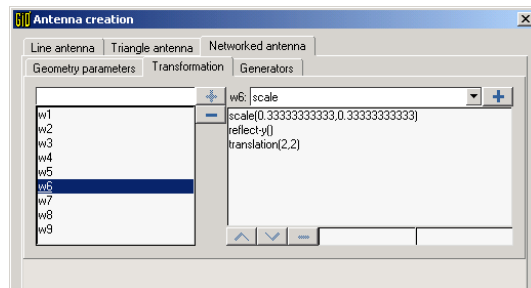 GiD Antenna creation
Line antenna Triangle antenna Networked antenna
Geometry parameters Transformation Generators
w6: scale
w1
w2
w3
w4
w5
w6
w7
w8
w9
scale(0.33333333333,0.33333333333)
reflect-y()
translation(2,2)